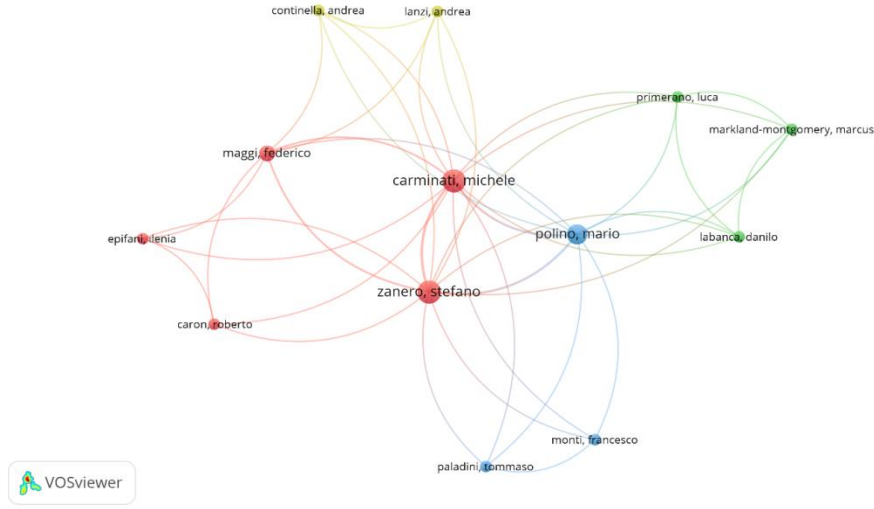 continella, andrea
lanzi, andrea
primerano, luca
markland-montgomery, marcus
maggi, federico
carminati, michele
epifani, ilenia
polino, mario
labanca, danilo
zanero, stefano
caron, roberto
monti, francesco
paladini, tommaso
VOSviewer